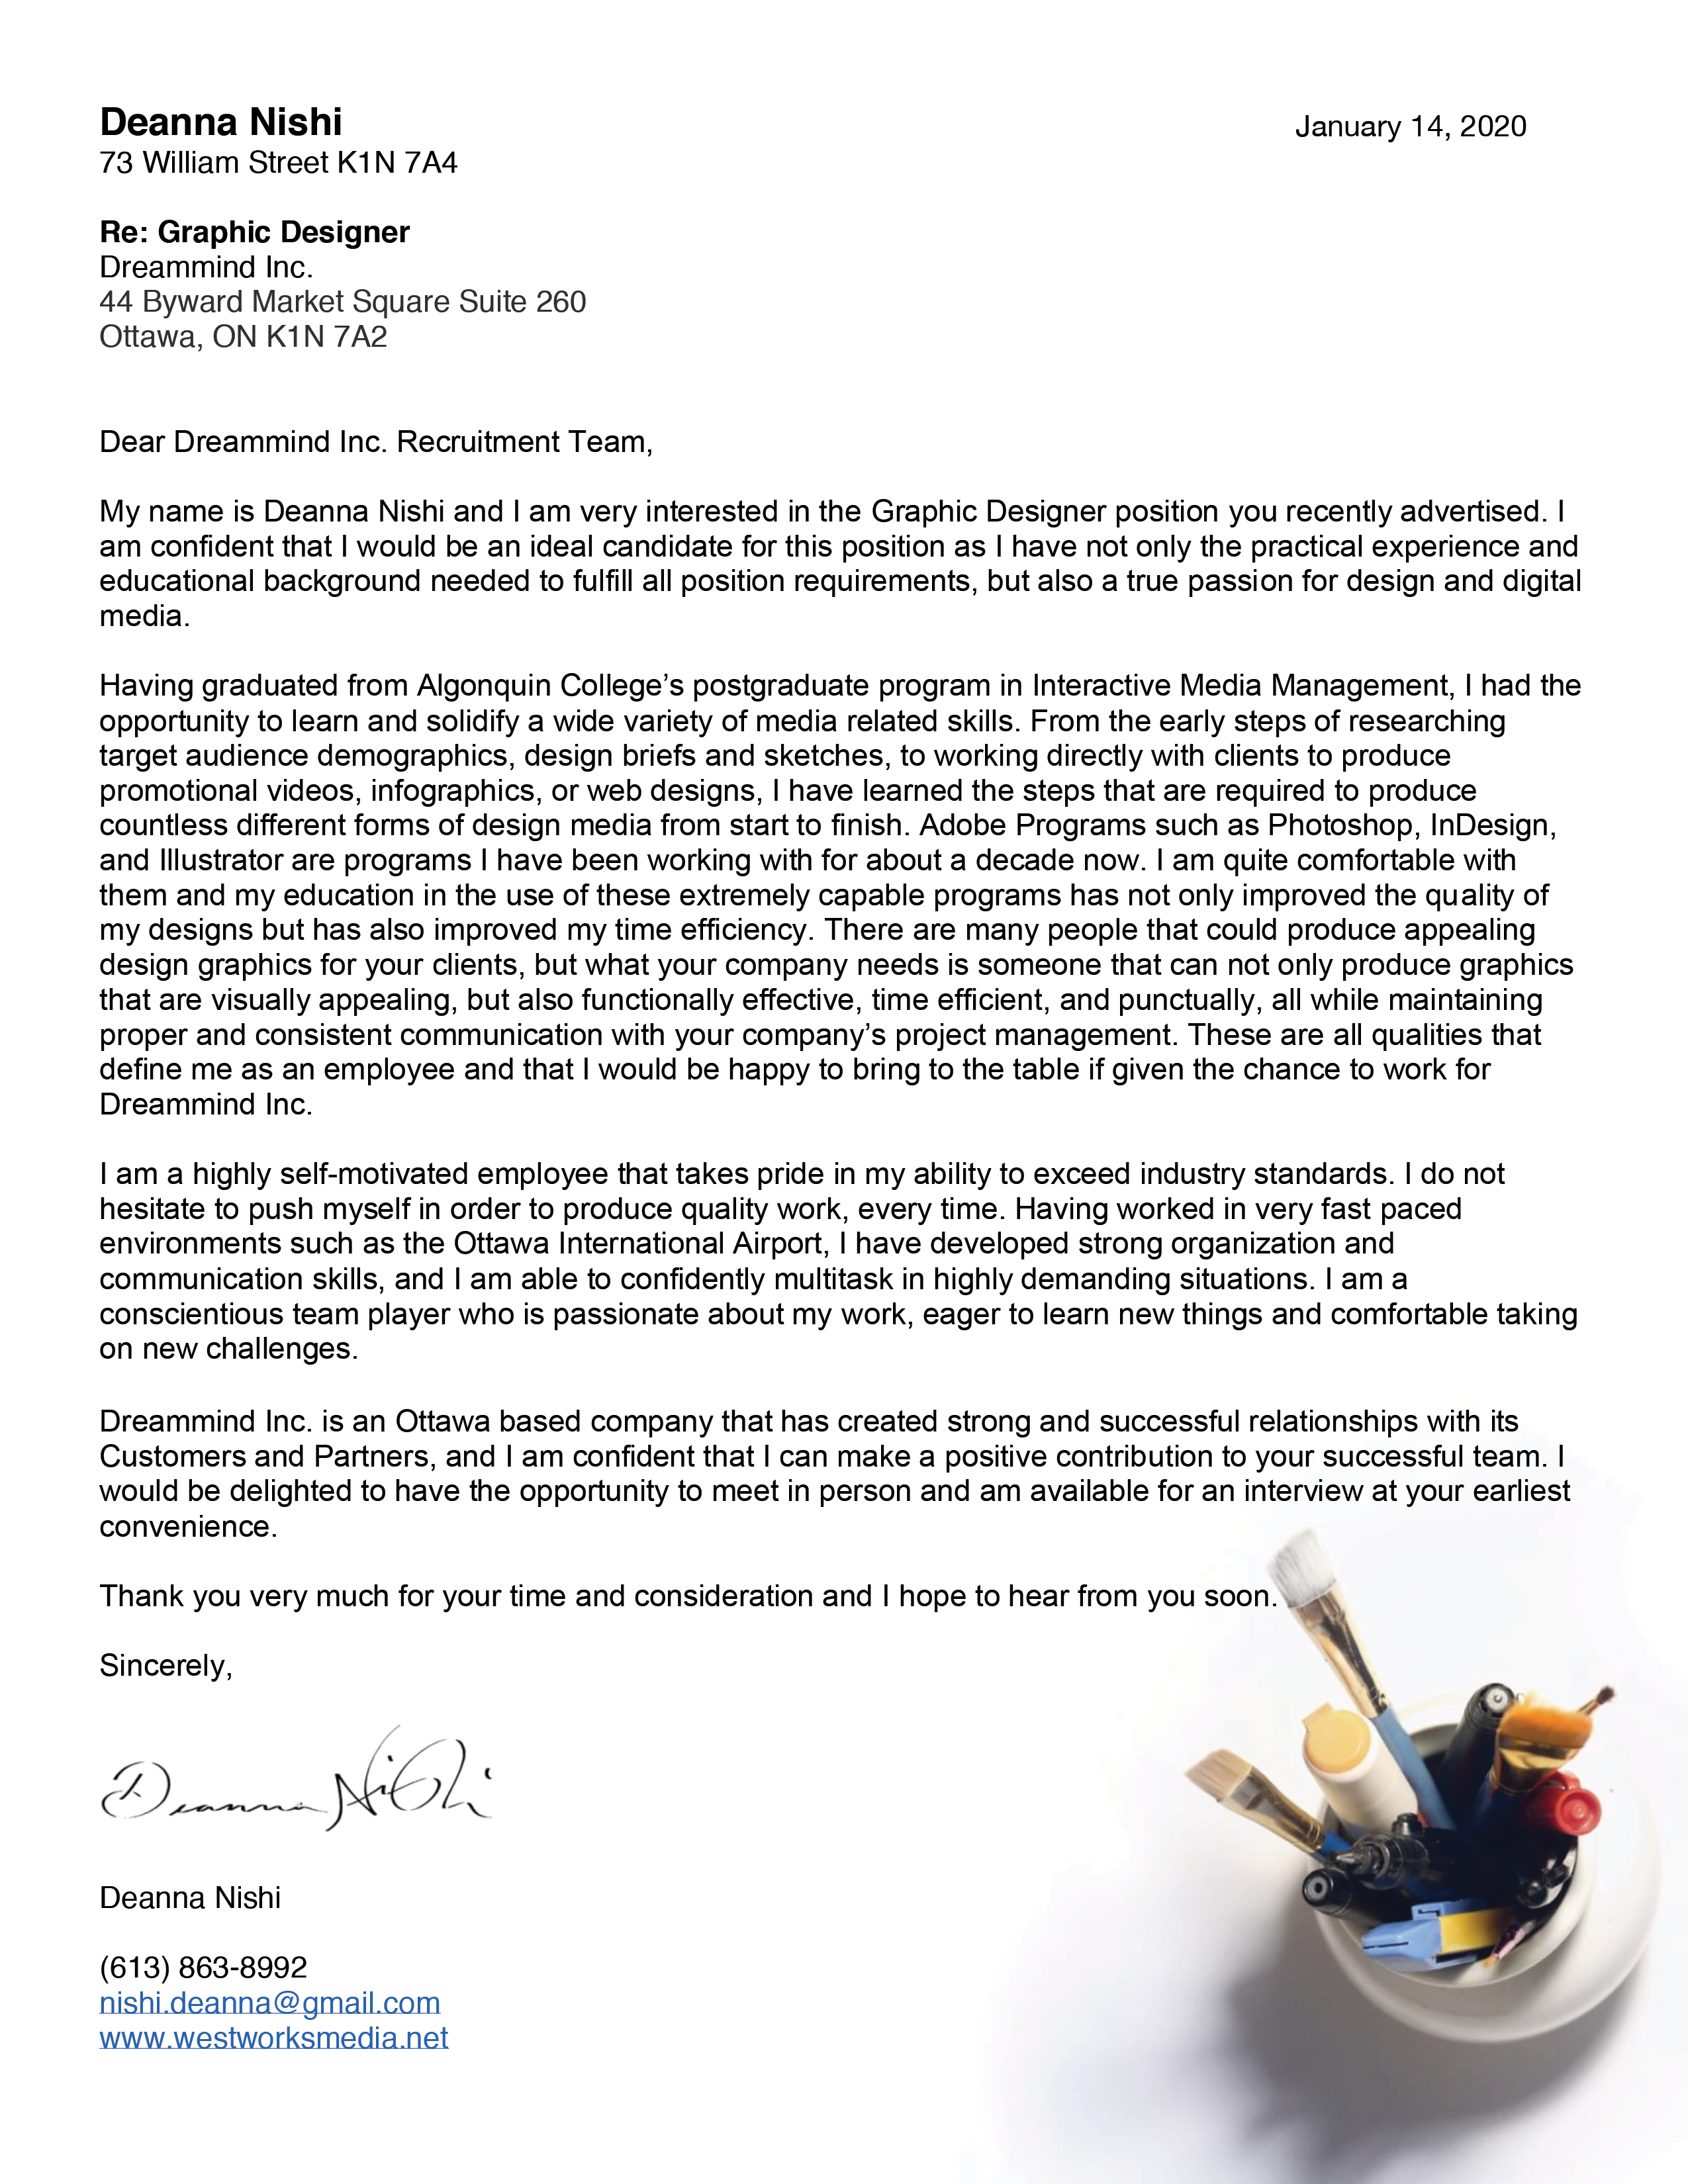 Deanna Nishi
January 14, 2020
73 William Street K1N 7A4
Re: Graphic Designer
Dreammind Inc.
44 Byward Market Square Suite 260
Ottawa, ON K1N 7A2
Dear Dreammind Inc. Recruitment Team,
My name is Deanna Nishi and I am very interested in the Graphic Designer position you recently advertised. I
am confident that I would be an ideal candidate for this position as I have not only the practical experience and
educational background needed to fulfill all position requirements, but also a true passion for design and digital
media.
Having graduated from Algonquin College’s postgraduate program in Interactive Media Management, I had the
opportunity to learn and solidify a wide variety of media related skills. From the early steps of researching
target audience demographics, design briefs and sketches, to working directly with clients to produce
promotional videos, infographics, or web designs, I have learned the steps that are required to produce
countless different forms of design media from start to finish. Adobe Programs such as Photoshop, InDesign,
and Illustrator are programs I have been working with for about a decade now. I am quite comfortable with
them and my education in the use of these extremely capable programs has not only improved the quality of
my designs but has also improved my time efficiency. There are many people that could produce appealing
design graphics for your clients, but what your company needs is someone that can not only produce graphics
that are visually appealing, but also functionally effective, time efficient, and punctually, all while maintaining
proper and consistent communication with your company’s project management. These are all qualities that
define me as an employee and that I would be happy to bring to the table if given the chance to work for
Dreammind Inc.
I am a highly self-motivated employee that takes pride in my ability to exceed industry standards. I do not
hesitate to push myself in order to produce quality work, every time. Having worked in very fast paced
environments such as the Ottawa International Airport, I have developed strong organization and
communication skills, and I am able to confidently multitask in highly demanding situations. I am a
conscientious team player who is passionate about my work, eager to learn new things and comfortable taking
on new challenges.
Dreammind Inc. is an Ottawa based company that has created strong and successful relationships with its
Customers and Partners, and I am confident that I can make a positive contribution to your successful team. I
would be delighted to have the opportunity to meet in person and am available for an interview at your earliest
convenience.
Thank you very much for your time and consideration and I hope to hear from you soon.
Sincerely,
Deanna Nishi
Deanna Nishi
(613) 863-8992
nishi.deanna@gmail.com
www.westworksmedia.net